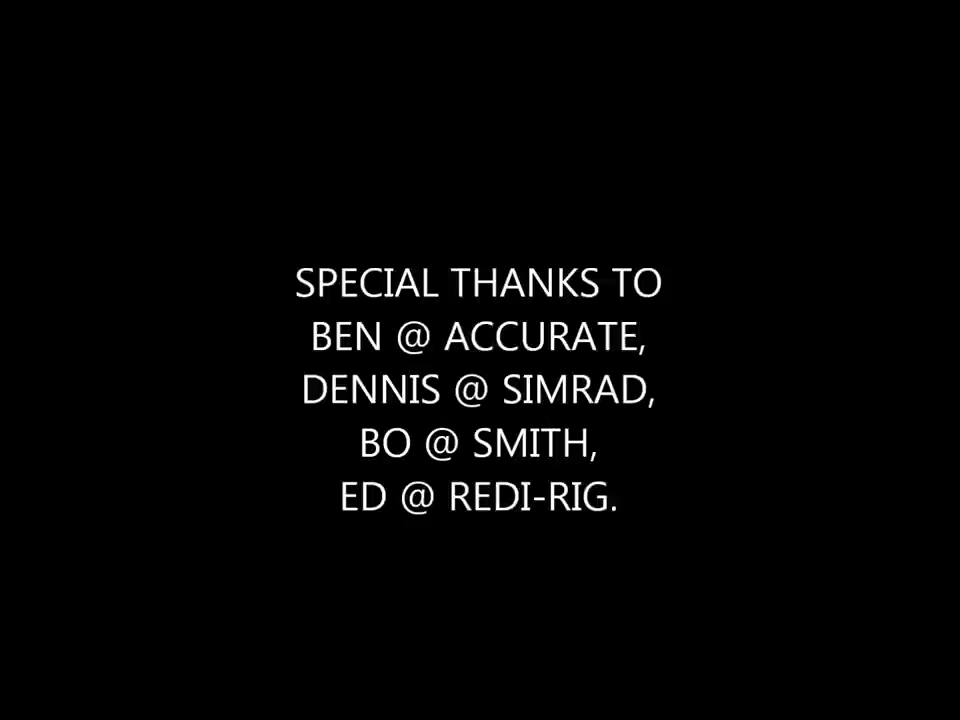 SPECIAL THANKS TO
BEN @ ACCURATE,
DENNIS @ SIMRAD,
BO @ SMITH,
ED @ REDI-RIG.